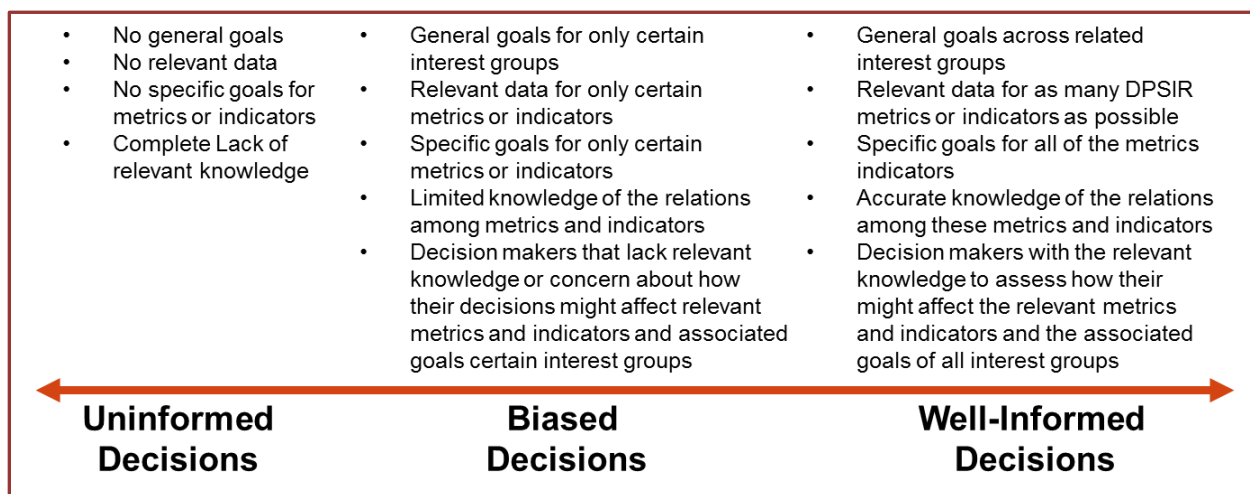 • No general goals
• No relevant data
• No specific goals for
metrics or indicators
• Complete Lack of
relevant knowledge
• General goals for only certain
interest groups
• Relevant data for only certain
metrics or indicators
• Specific goals for only certain
metrics or indicators
• Limited knowledge of the relations
among metrics and indicators
• Decision makers that lack relevant
knowledge or concern about how
their decisions might affect relevant
metrics and indicators and associated
goals certain interest groups
• General goals across related
interest groups
• Relevant data for as many DPSIR
metrics or indicators as possible
• Specific goals for all of the metrics
indicators
• Accurate knowledge of the relations
among these metrics and indicators
• Decision makers with the relevant
knowledge to assess how their
might affect the relevant metrics
and indicators and the associated
goals of all interest groups
Uninformed
Decisions
Biased
Decisions
Well-Informed
Decisions